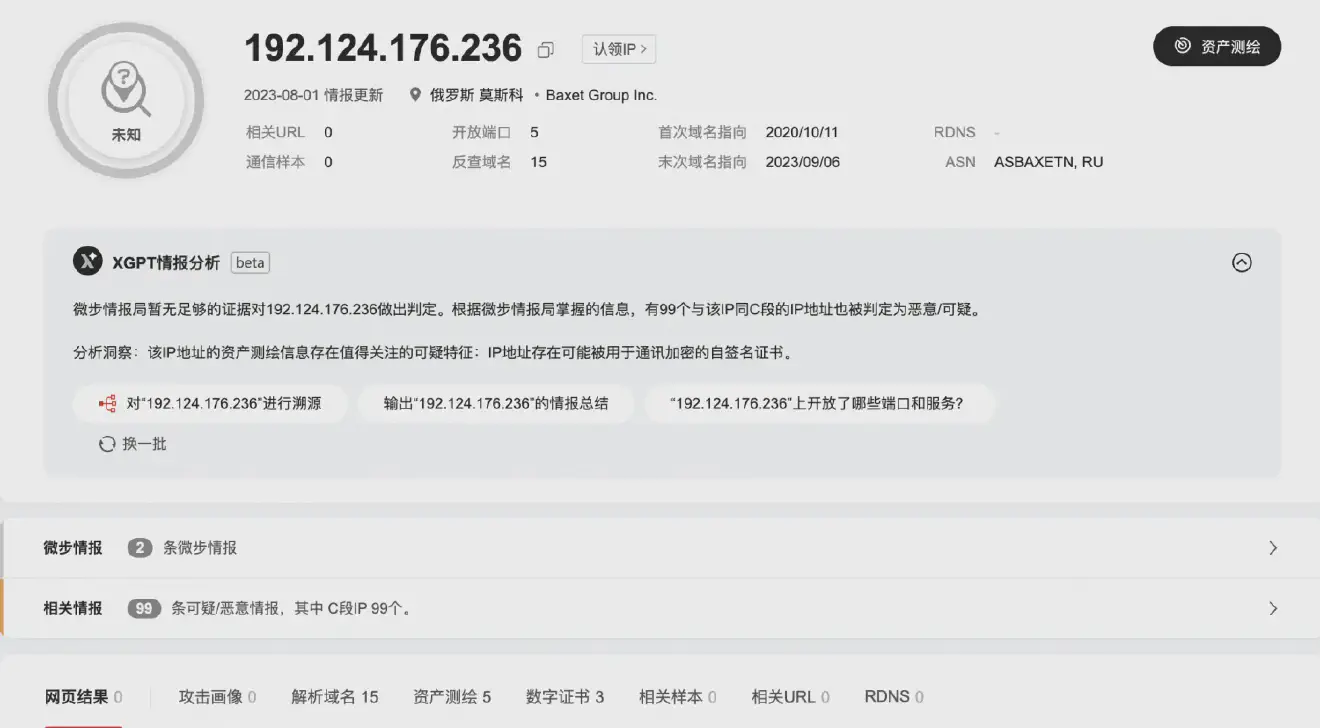 192.124.176.236 认领IP >
资产测绘
未知
2023-08-01 情报更新 俄罗斯 莫斯科 • Baxet Group Inc.
相关URL 0 开放端口 5 首次域名指向 2020/10/11 RDNS -
通信样本 0 反查域名 15 末次域名指向 2023/09/06 ASN ASBAXETN, RU
XGPT情报分析 beta
微步情报局暂无足够的证据对192.124.176.236做出判定。根据微步情报局掌握的信息，有99个与该IP同C段的IP地址也被判定为恶意/可疑。
分析洞察：该IP地址的资产测绘信息存在值得关注的可疑特征：IP地址存在可能被用于通讯加密的自签名证书。
对“192.124.176.236”进行溯源 输出“192.124.176.236”的情报总结 “192.124.176.236”上开放了哪些端口和服务?
换一批
微步情报 2 条微步情报
相关情报 99 条可疑/恶意情报，其中 C段IP 99个。
网页结果 0 攻击画像 0 解析域名 15 资产测绘 5 数字证书 3 相关样本 0 相关URL 0 RDNS 0